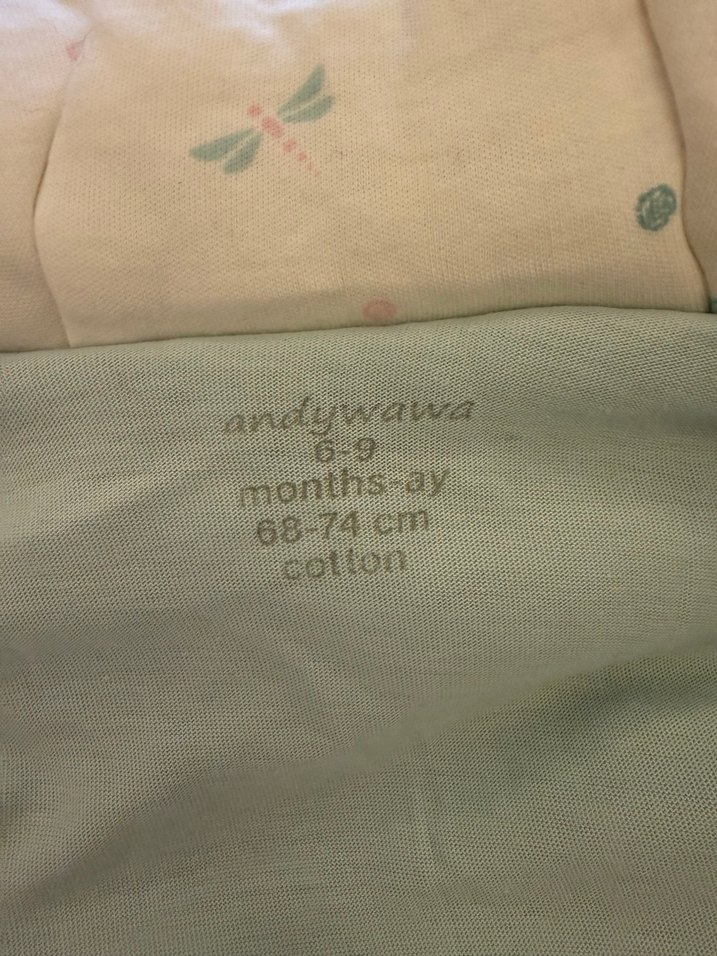 andywawa
6-9
months-ay
68-74 cm
cotton